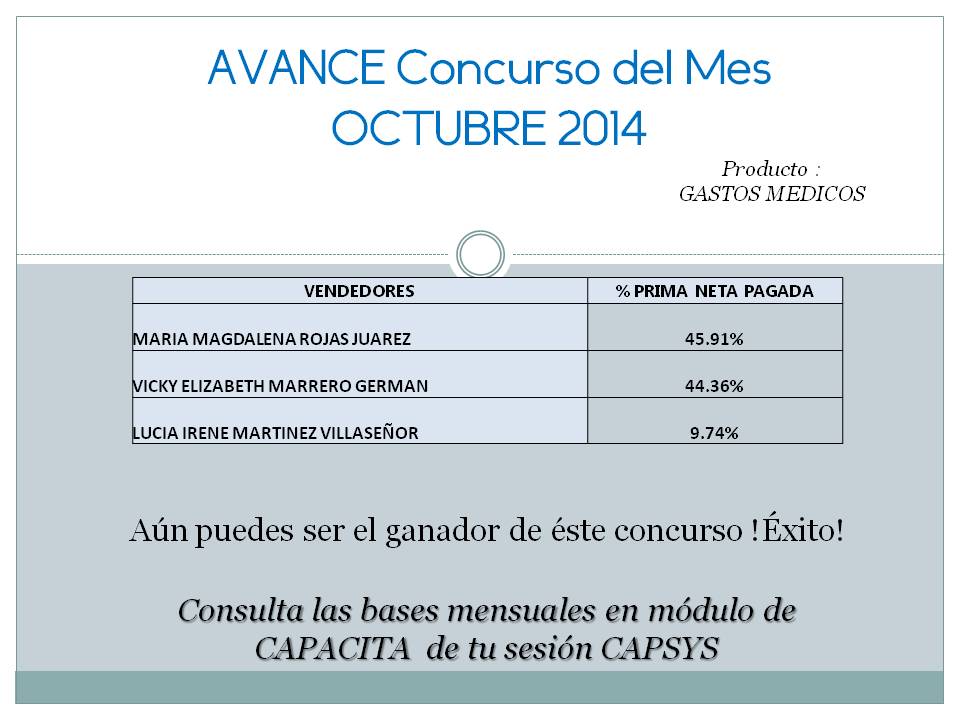 AVANCE Concurso del Mes
OCTUBRE 2014
Producto :
GASTOS MEDICOS
VENDEDORES % PRIMA NETA PAGADA
MARIA MAGDALENA ROJAS JUAREZ 45.91%
VICKY ELIZABETH MARRERO GERMAN 44.36%
LUCIA IRENE MARTINEZ VILLASEÑOR 9.74%
Aún puedes ser el ganador de éste concurso !Éxito!
Consulta las bases mensuales en módulo de
CAPACITA de tu sesión CAPSYS